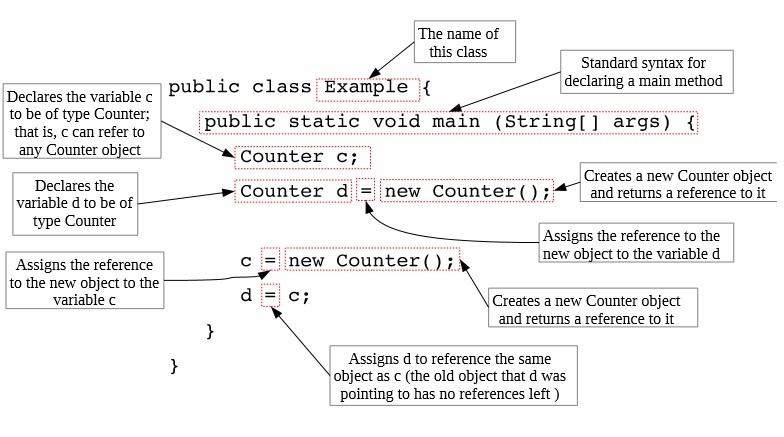 The name of
this class
Standard syntax for
declaring a main method
public class Example {
Declares the variable c
to be of type Counter;
that is, c can refer to
any Counter object
public static void main (String[] args) {
Counter c;
Declares the
variable d to be of
type Counter
Counter d = new Counter();
Creates a new Counter object
and returns a reference to it
Assigns the reference to the
new object to the variable d
Assigns the reference
to the new object to the
variable c
c = new Counter();
d = c;
Creates a new Counter object
and returns a reference to it
}
}
Assigns d to reference the same
object as c (the old object that d was
pointing to has no references left )